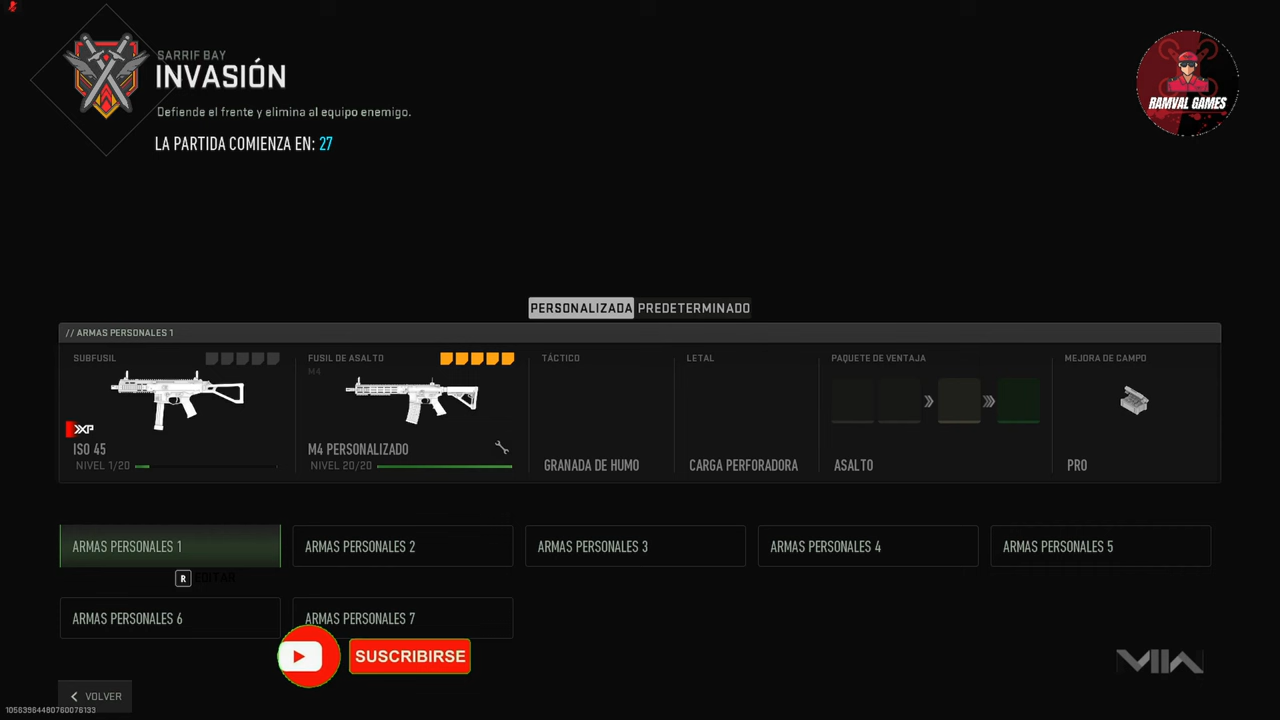 SARRIF BAY
INVASIÓN
Defiende el frente y elimina al equipo enemigo.
LA PARTIDA COMIENZA EN: 27
RAMVAL GAMES
PERSONALIZADA PREDETERMINADO
// ARMAS PERSONALES 1
SUBFUSIL
XP
ISO 45
NIVEL 1/20
FUSIL DE ASALTO
M4
M4 PERSONALIZADO
NIVEL 20/20
TÁCTICO
GRANADA DE HUMO
LETAL
CARGA PERFORADORA
PAQUETE DE VENTAJA
ASALTO
MEJORA DE CAMPO
PRO
ARMAS PERSONALES 1
ARMAS PERSONALES 2
ARMAS PERSONALES 3
ARMAS PERSONALES 4
ARMAS PERSONALES 5
R EDITAR
ARMAS PERSONALES 6
ARMAS PERSONALES 7
SUSCRIBIRSE
VOLVER